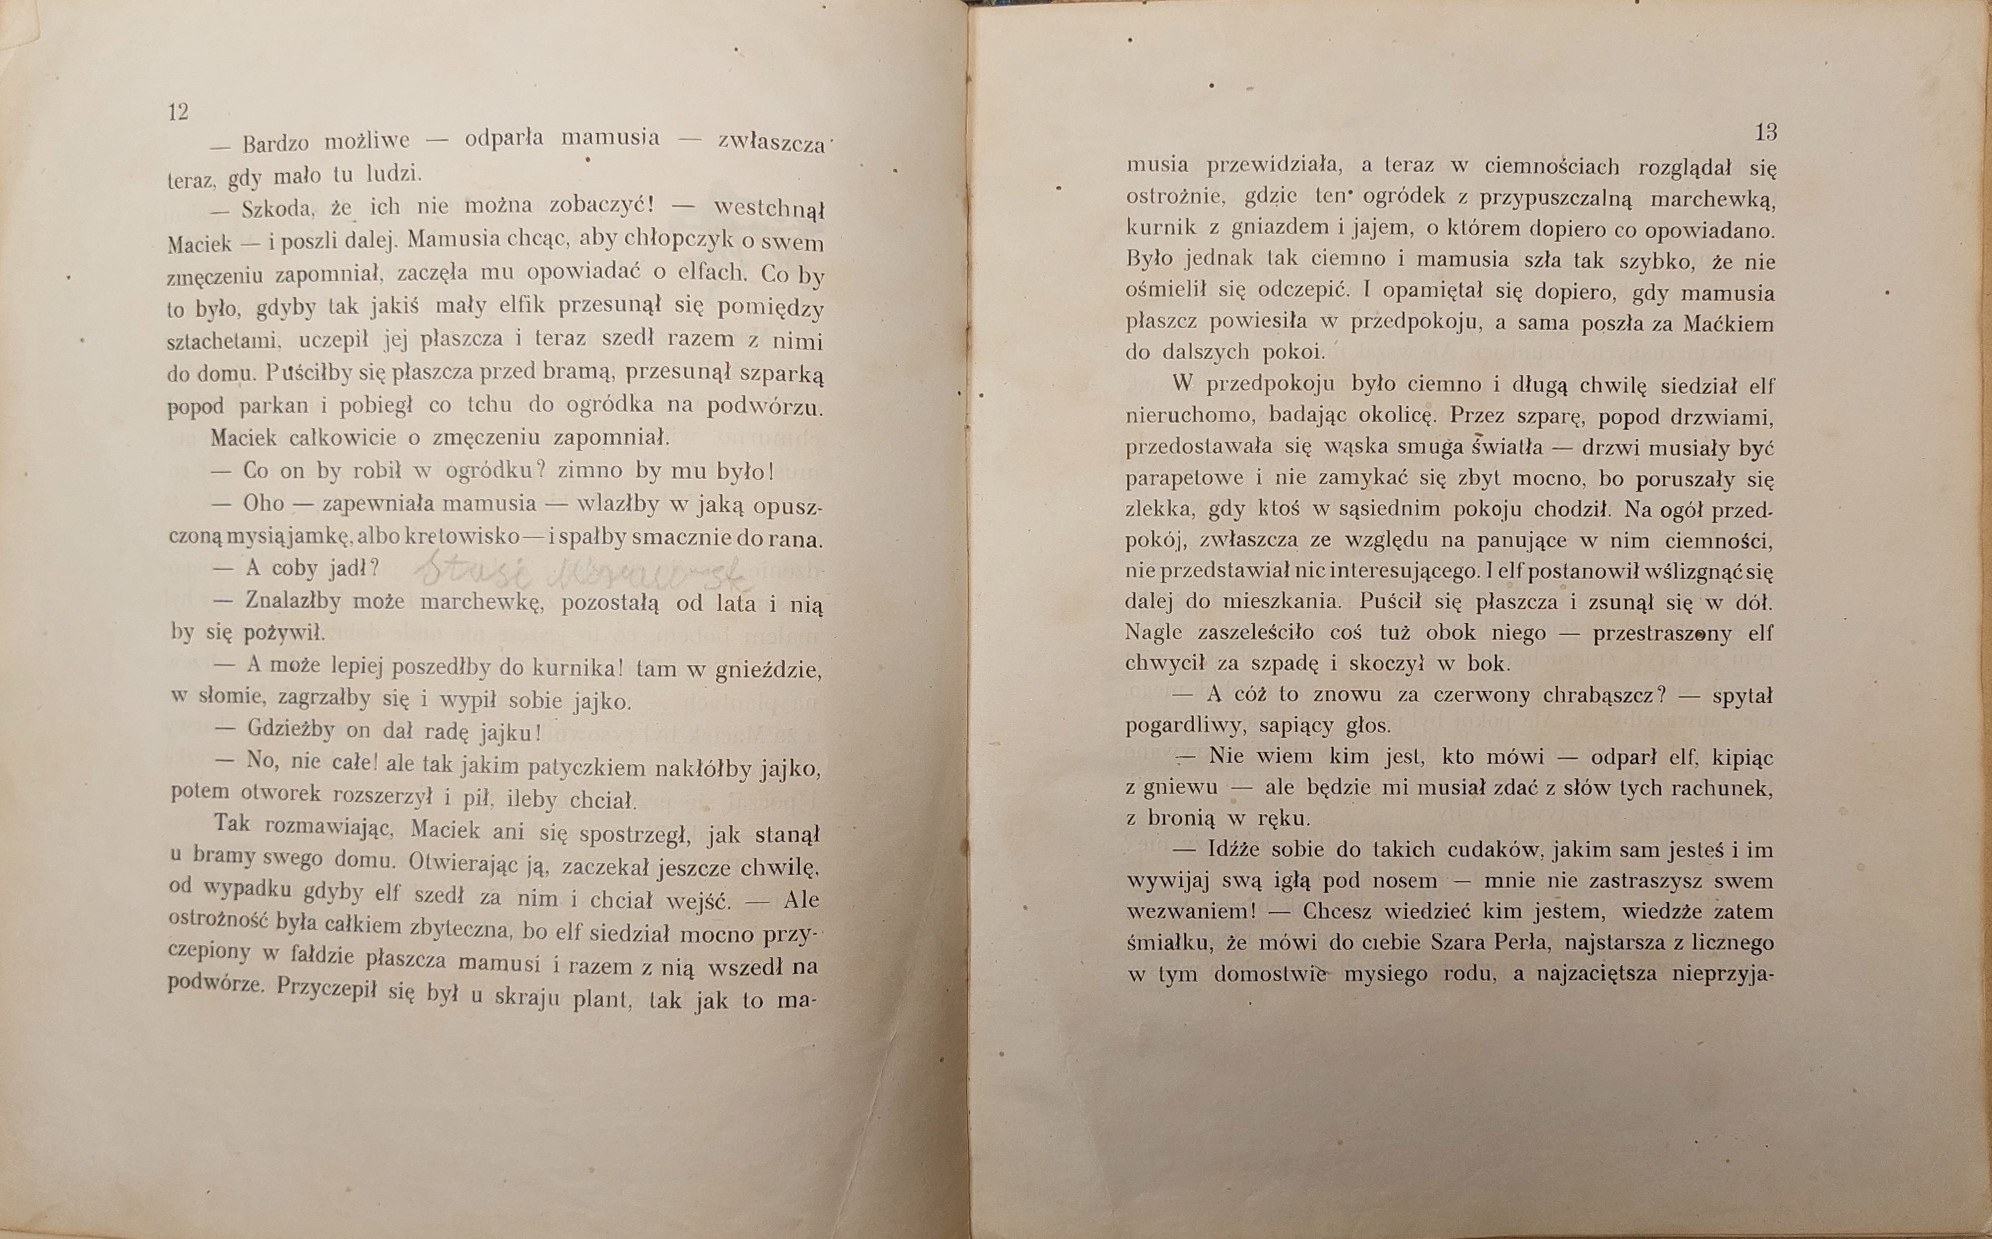 12
— Bardzo możliwe — odparła mamusia — zwłaszcza
teraz, gdy mało tu ludzi.
— Szkoda, że ich nie można zobaczyć! — westchnął
Maciek — i poszli dalej. Mamusia chcąc, aby chłopczyk o swem
zmęczeniu zapomniał, zaczęła mu opowiadać o elfach. Co by
to było, gdyby tak jakiś mały elfik przesunął się pomiędzy
sztachetami, uczepił jej płaszcza i teraz szedł razem z nimi
do domu. Puściłby się płaszcza przed bramą, przesunął szparką
popod parkan i pobiegł co tchu do ogródka na podwórzu.
Maciek całkowicie o zmęczeniu zapomniał.
— Co on by robił w ogródku? zimno by mu było!
— Oho — zapewniała mamusia — wlazłby w jaką opusz-
czoną mysią jamkę, albo kretowisko — i spałby smacznie do rana.
— A coby jadł? Staś
— Znalazłby może marchewkę, pozostałą od lata i nią
by się pożywił.
— A może lepiej poszedłby do kurnika! tam w gnieździe,
w słomie, zagrzałby się i wypił sobie jajko.
— Gdzieżby on dał radę jajku!
— No, nie całe! ale tak jakim patyczkiem nakłółby jajko,
potem otworek rozszerzył i pił, ileby chciał.
Tak rozmawiając, Maciek ani się spostrzegł, jak stanął
u bramy swego domu. Otwierając ją, zaczekał jeszcze chwilę,
od wypadku gdyby elf szedł za nim i chciał wejść. — Ale
ostrożność była całkiem zbyteczna, bo elf siedział mocno przy-
czepiony w fałdzie płaszcza mamusi i razem z nią wszedł na
podwórze. Przyczepił się był u skraju plant, tak jak to ma-
13
musia przewidziała, a teraz w ciemnościach rozglądał się
ostrożnie, gdzie ten ogródek z przypuszczalną marchewką,
kurnik z gniazdem i jajem, o którem dopiero co opowiadano.
Było jednak tak ciemno i mamusia szła tak szybko, że nie
ośmielił się odczepić. I opamiętał się dopiero, gdy mamusia
płaszcz powiesiła w przedpokoju, a sama poszła za Maćkiem
do dalszych pokoi.
W przedpokoju było ciemno i długą chwilę siedział elf
nieruchomo, badając okolicę. Przez szparę, popod drzwiami,
przedostawała się wąska smuga światła — drzwi musiały być
parapetowe i nie zamykać się zbyt mocno, bo poruszały się
zlekka, gdy ktoś w sąsiednim pokoju chodził. Na ogół przed-
pokój, zwłaszcza ze względu na panujące w nim ciemności,
nie przedstawiał nic interesującego. I elf postanowił wślizgnąć się
dalej do mieszkania. Puścił się płaszcza i zsunął się w dół.
Nagle zaszeleściło coś tuż obok niego — przestraszony elf
chwycił za szpadę i skoczył w bok.
— A cóż to znowu za czerwony chrabąszcz? — spytał
pogardliwy, sapiący głos.
— Nie wiem kim jest, kto mówi — odparł elf, kipiąc
z gniewu — ale będzie mi musiał zdać z słów tych rachunek,
z bronią w ręku.
— Idźże sobie do takich cudaków, jakim sam jesteś i im
wywijaj swą igłą pod nosem — mnie nie zastraszysz swem
wezwaniem! — Chcesz wiedzieć kim jestem, wiedzże zatem
śmiałku, że mówi do ciebie Szara Perła, najstarsza z licznego
w tym domostwie mysiego rodu, a najzaciętsza nieprzyja-